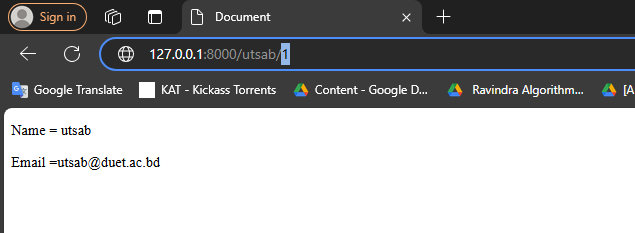 Sign in
Document
127.0.0.1:8000/utsab/1
Google Translate KAT - Kickass Torrents Content - Google D... Ravindra Algorithm... [A
Name = utsab
Email =utsab@duet.ac.bd